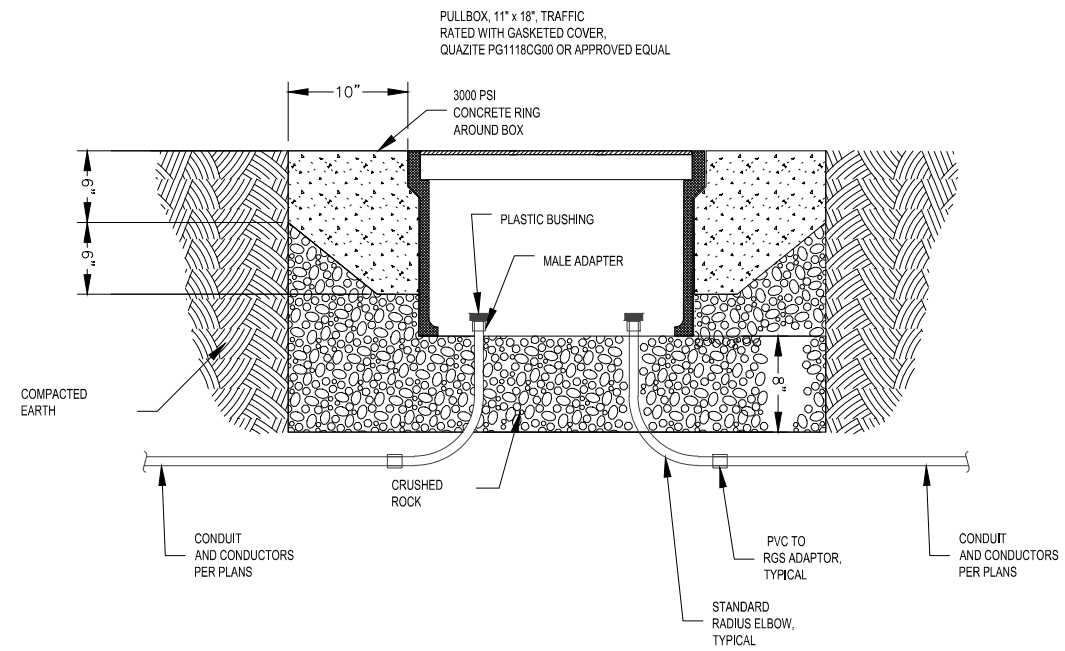 PULLBOX, 11" x 18", TRAFFIC
RATED WITH GASKETED COVER,
QUAZITE PG1118CG00 OR APPROVED EQUAL
10"
3000 PSI
CONCRETE RING
AROUND BOX
9"
9"
PLASTIC BUSHING
MALE ADAPTER
8"
COMPACTED
EARTH
CRUSHED
ROCK
CONDUIT
AND CONDUCTORS
PER PLANS
PVC TO
RGS ADAPTOR,
TYPICAL
CONDUIT
AND CONDUCTORS
PER PLANS
STANDARD
RADIUS ELBOW,
TYPICAL